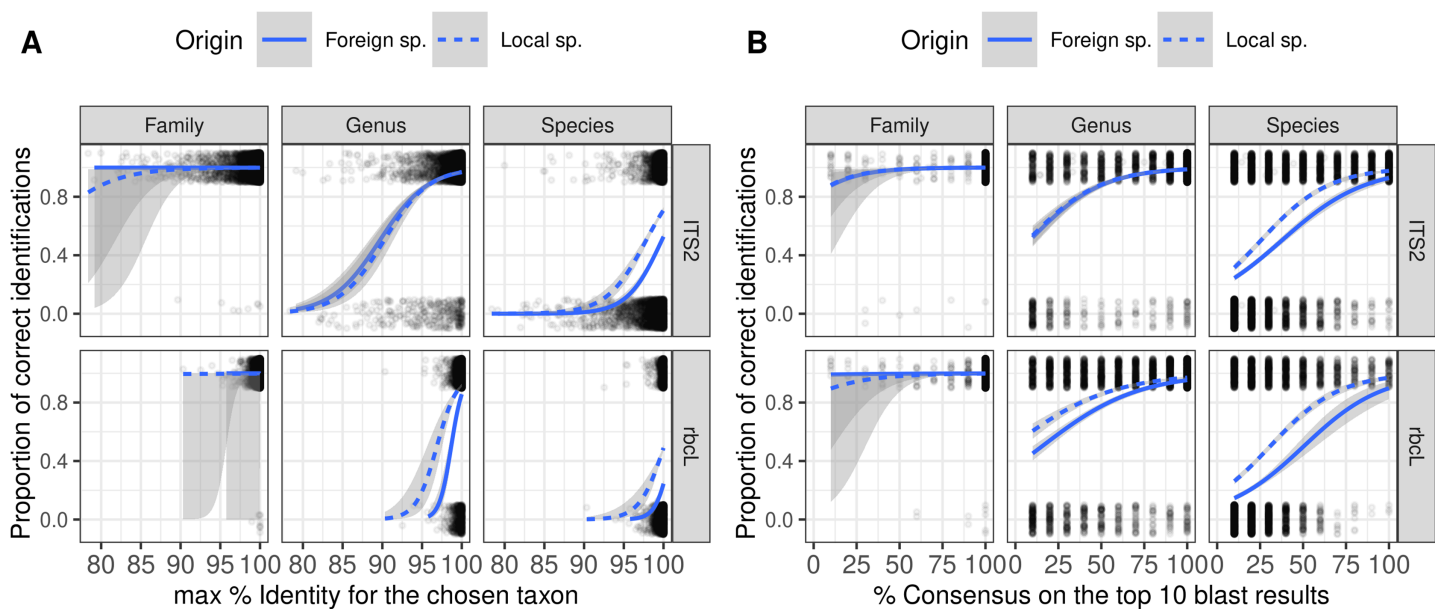 A Origin Foreign sp. Local sp.
B Origin Foreign sp. Local sp.
Family Genus Species
Family Genus Species
Proportion of correct identifications
0.8
0.4
0.0
ITS2
0.8
0.4
0.0
rbcL
80 85 90 95 100 80 85 90 95 100 80 85 90 95 100
max % Identity for the chosen taxon
Proportion of correct identifications
0.8
0.4
0.0
ITS2
0.8
0.4
0.0
rbcL
0 25 50 75 100 0 25 50 75 100 0 25 50 75 100
% Consensus on the top 10 blast results